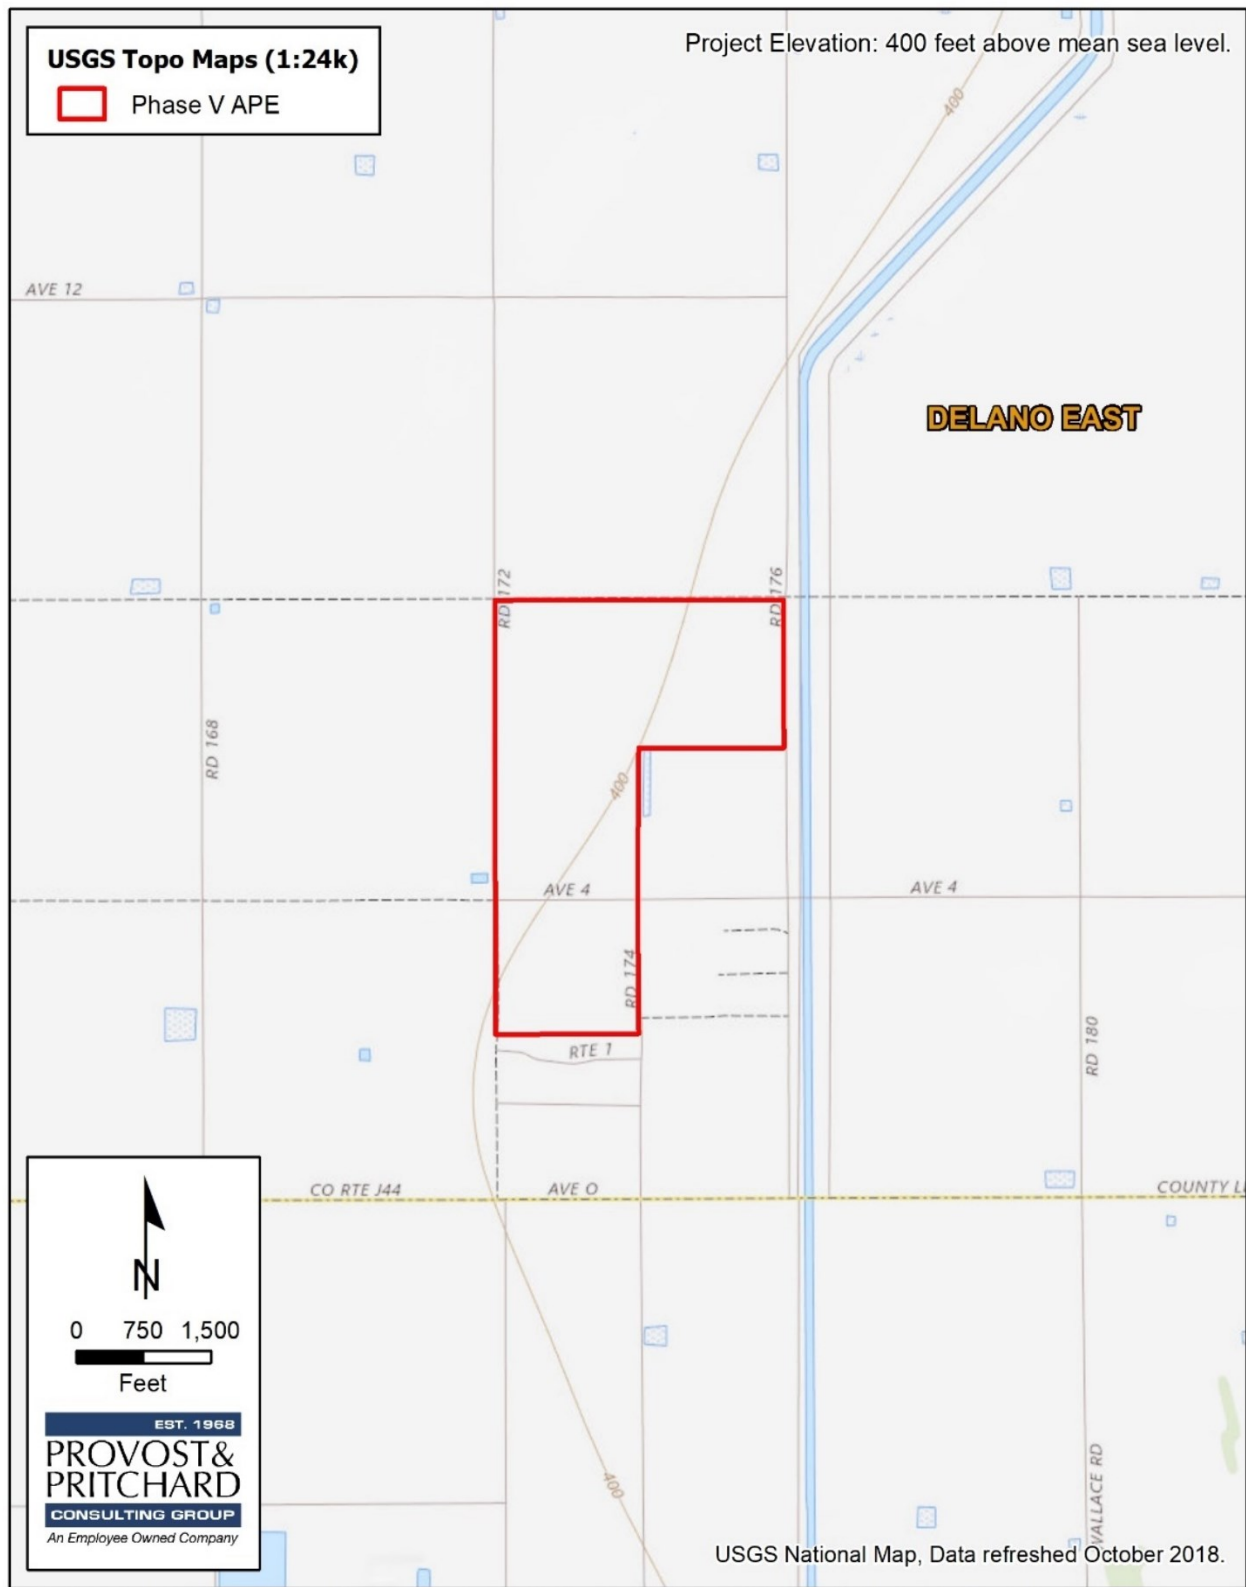 USGS Topo Maps (1:24k)
Phase V APE
Project Elevation: 400 feet above mean sea level.
400
AVE 12
DELANO EAST
RD 172
RD 176
RD 168
400
AVE 4
AVE 4
RD 174
RTE 1
RD 180
CO RTE J44
AVE 0
COUNTY LI
N
0 750 1,500
Feet
EST. 1968
PROVOST&
PRITCHARD
CONSULTING GROUP
An Employee Owned Company
400
VALLACE RD
USGS National Map, Data refreshed October 2018.